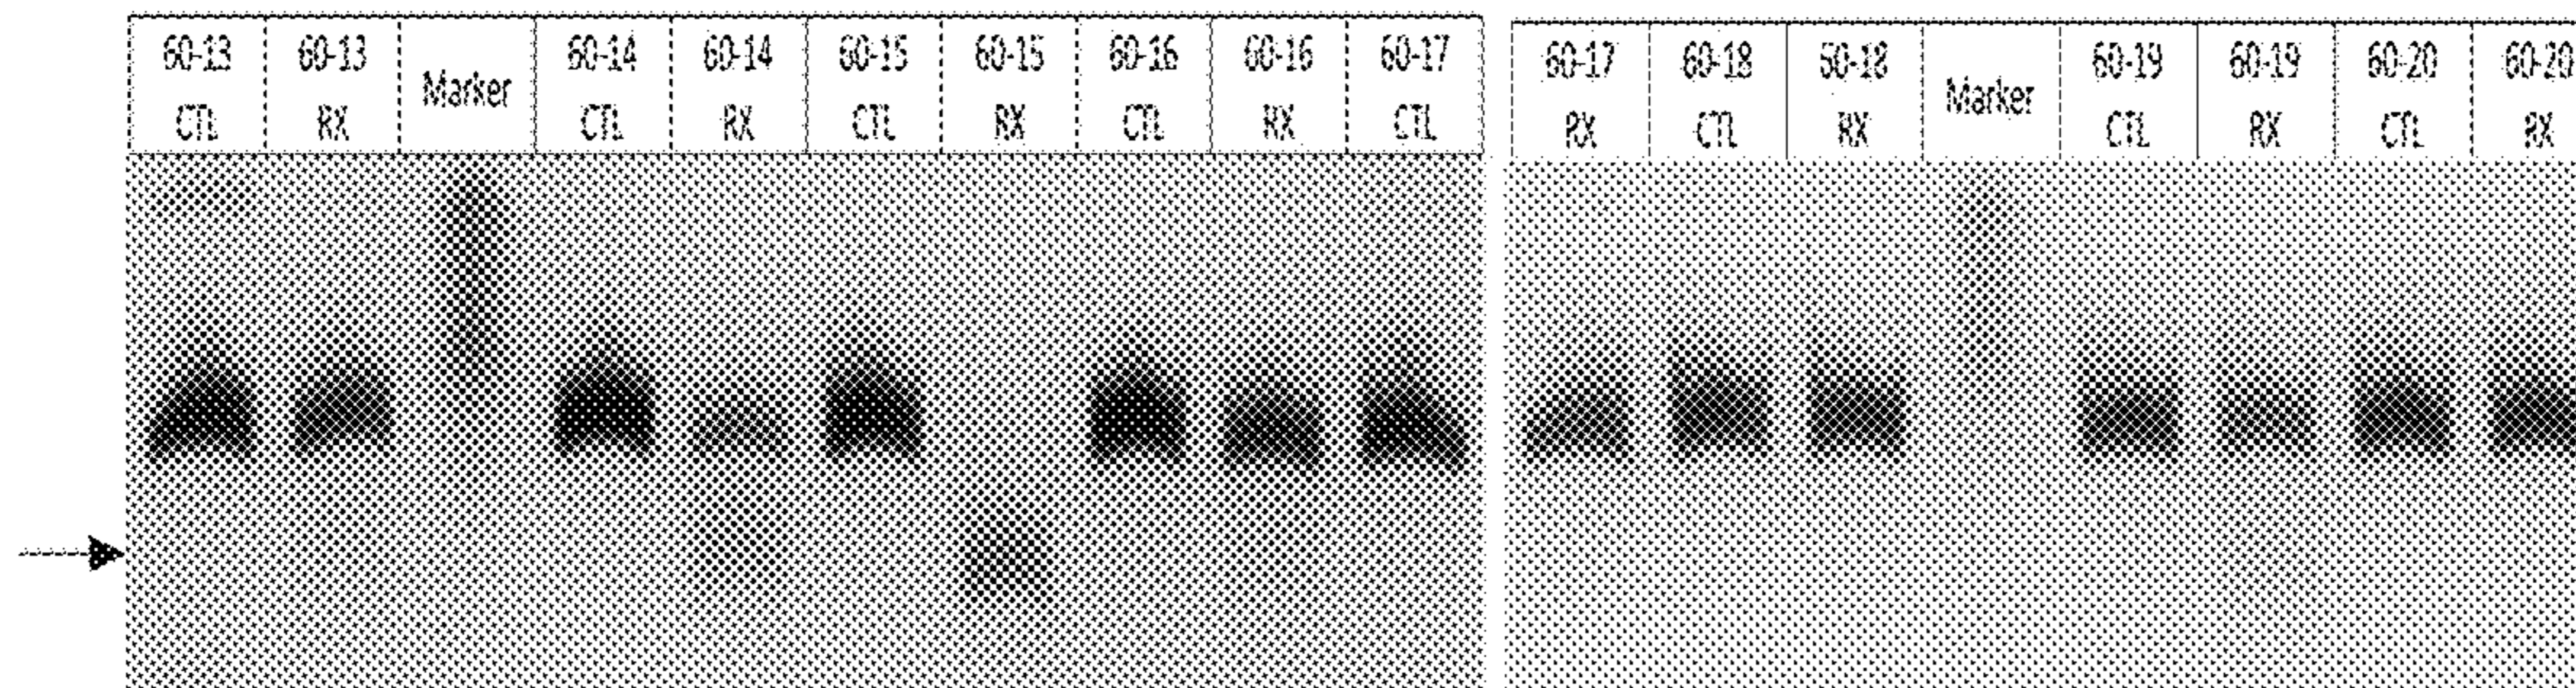 60-13 60-13 Marker 60-14 60-14 60-15 60-15 60-16 60-16 60-17
CTL RX CTL RX CTL RX CTL RX CTL
60-17 60-18 60-18 Marker 60-19 60-19 60-20 60-20
RX CTL RX CTL RX CTL RX